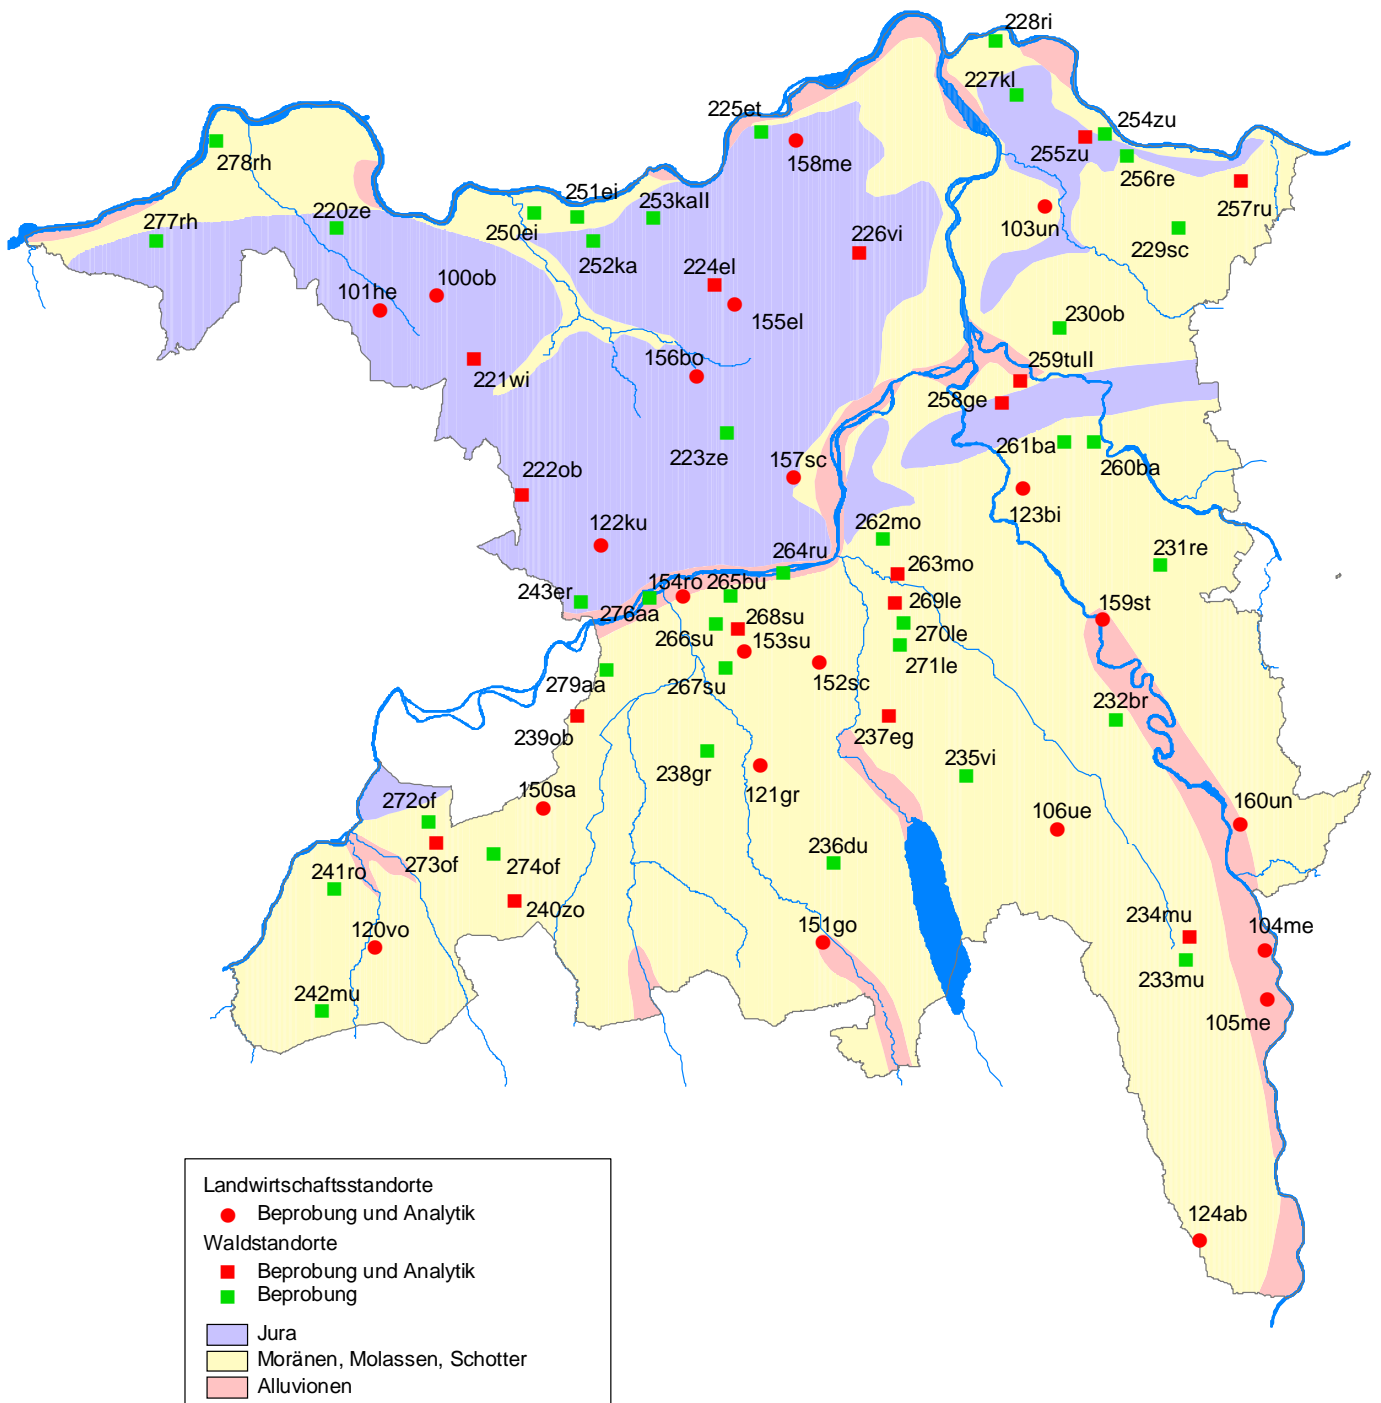 228ri
227kl
225et
254zu
278rh
158me
255zu
256re
251ei
253kaII
257ru
277rh
220ze
250ei
103un
229sc
226vi
252ka
224el
101he
100ob
155el
230ob
156bo
259tuII
221wi
258ge
223ze
261ba
260ba
157sc
222ob
123bi
122ku
262mo
264ru
263mo
231re
243er
276aa
154ro
265bu
269le
159st
266su
268su
270le
153su
271le
279aa
267su
152sc
232br
239ob
237eg
238gr
235vi
121gr
150sa
272of
106ue
160un
273of
274of
236du
241ro
240zo
234mu
120vo
151go
104me
233mu
242mu
105me
124ab
Landwirtschaftsstandorte
Beprobung und Analytik
Waldstandorte
Beprobung und Analytik
Beprobung
Jura
Moränen, Molassen, Schotter
Alluvionen